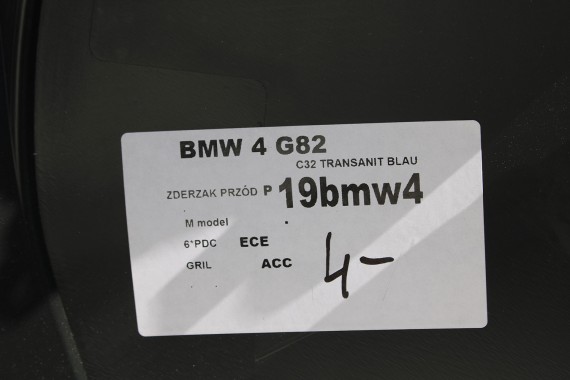 BMW 4 G82
C32 TRANSANIT BLAU
ZDERZAK PRZÓD P 19bmw4
M model
6*PDC ECE
GRIL ACC
4-